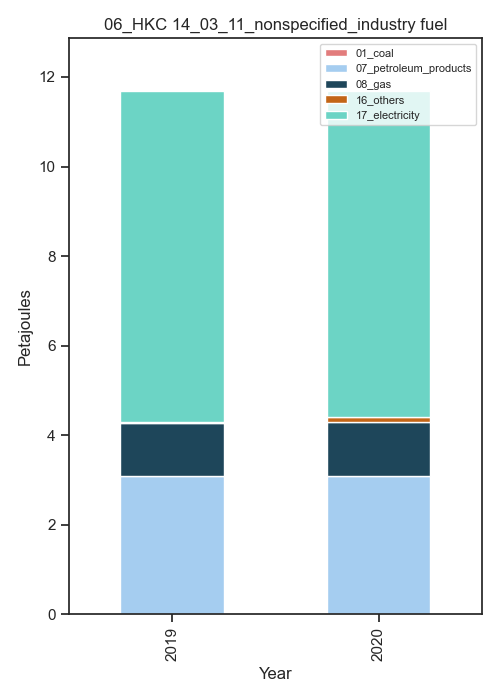 06_HKC 14_03_11_nonspecified_industry fuel
01_coal
07_petroleum_products
08_gas
16_others
17_electricity
12
10
8
6
4
2
0
Petajoules
2019
2020
Year